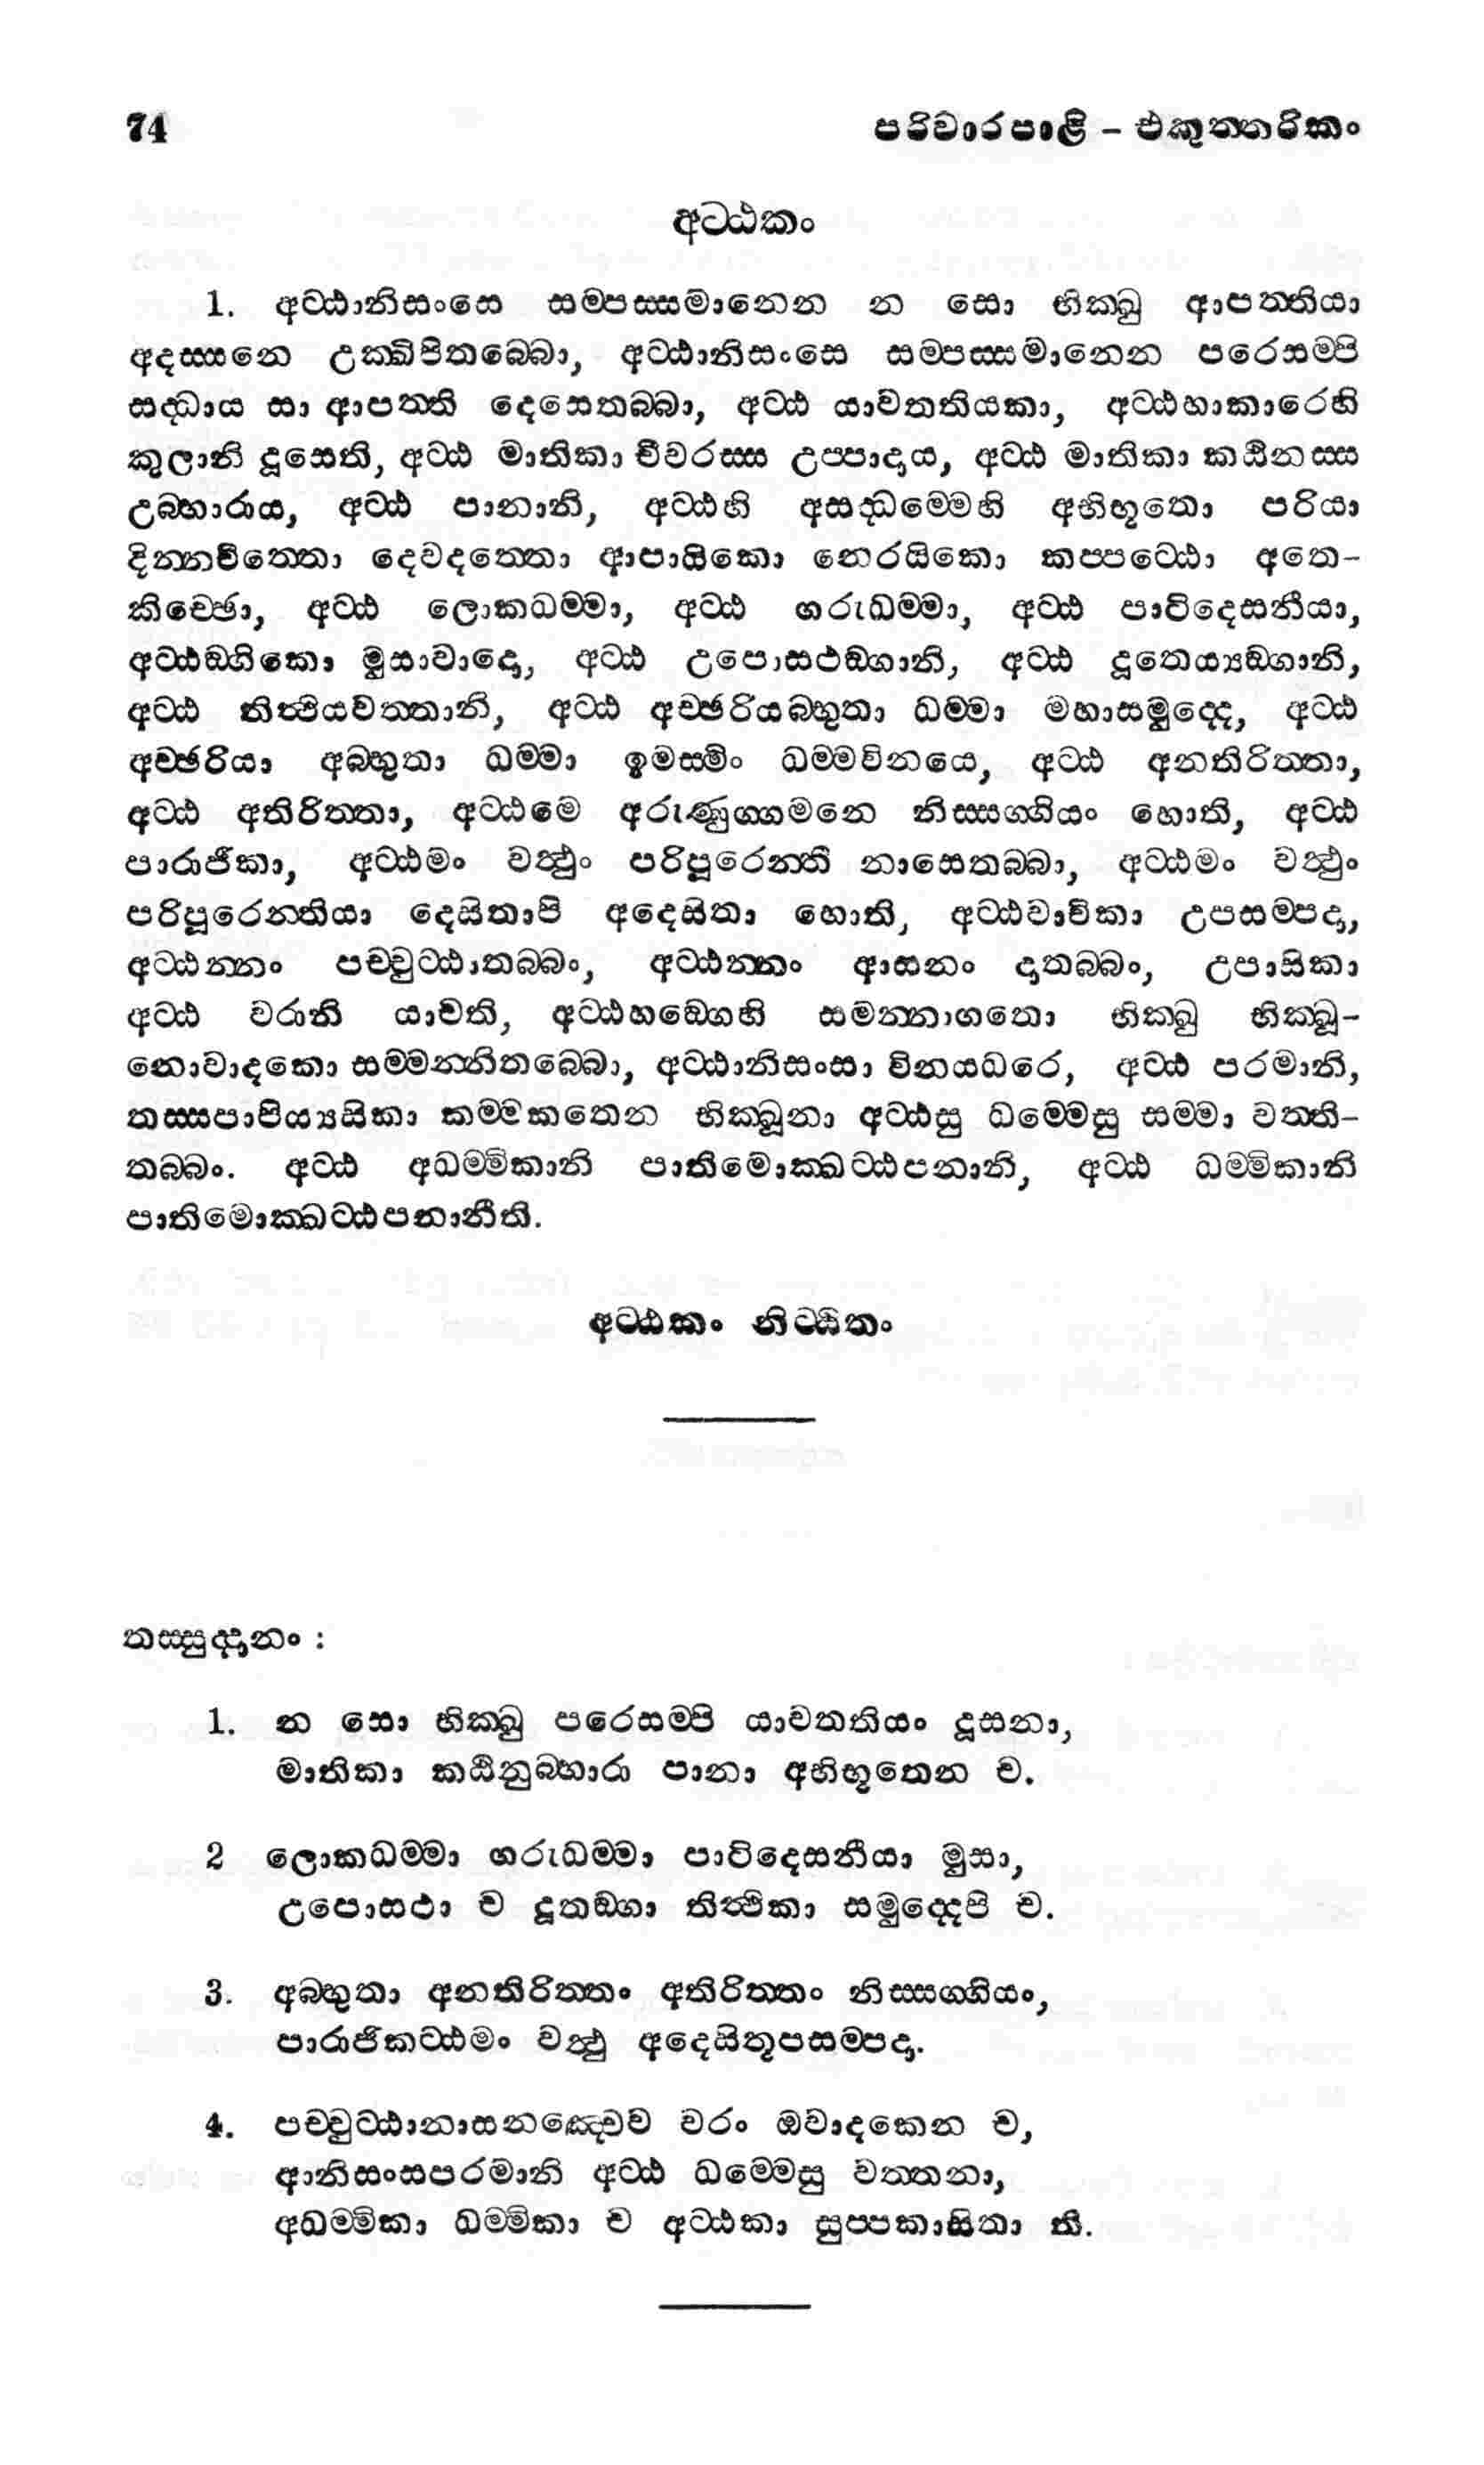 74
පරිවාරපාළි – එකුත්තරිකං
අට්ඨකං
1. අට්ඨානිසංසෙ සම්පස්සමානෙන න සො භික්ඛු ආපත්තියා
අදස්සනෙ උක්ඛිපිතබ්බො, අට්ඨානිසංසෙ සම්පස්සමානෙන පරෙසම්පි
සද්ධාය සා ආපත්ති දෙසෙතබ්බා, අට්ඨ යාවතතියකා, අට්ඨහාකාරෙහි
කුලානි දූසෙති, අට්ඨ මාතිකා චීවරස්ස උප්පාදාය, අට්ඨ මාතිකා කඨිනස්ස
උබ්භාරාය, අට්ඨ පානානි, අට්ඨහි අසද්ධම්මෙහි අභිභූතො පරියා
දින්නචිත්තො දෙවදත්තො ආපායිකො නෙරයිකො කප්පට්ඨො අතෙ-
කිච්ඡො, අට්ඨ ලොකධම්මා, අට්ඨ ගරුධම්මා, අට්ඨ පාටිදෙසනීයා,
අට්ඨඞ්ගිකො මුසාවාදො, අට්ඨ උපොසථඞ්ගානි, අට්ඨ දූතෙය්‍යඞ්ගානි,
අට්ඨ තිත්ථියවත්තානි, අට්ඨ අච්ඡරියබ්භුතා ධම්මා මහාසමුද්දෙ, අට්ඨ
අච්ඡරියා අබ්භුතා ධම්මා ඉමස්මිං ධම්මවිනයෙ, අට්ඨ අනතිරිත්තා,
අට්ඨ අතිරිත්තා, අට්ඨමෙ අරුණුග්ගමනෙ නිස්සග්ගියං හොති, අට්ඨ
පාරාජිකා, අට්ඨමං වත්ථුං පරිපූරෙන්තී නාසෙතබ්බා, අට්ඨමං වත්ථුං
පරිපූරෙන්තියා දෙසිතාපි අදෙසිතා හොති, අට්ඨවාචිකා උපසම්පදා,
අට්ඨන්නං පච්චුට්ඨාතබ්බං, අට්ඨන්නං ආසනං දාතබ්බං, උපාසිකා
අට්ඨ වරානි යාචති, අට්ඨහඞ්ගෙහි සමන්නාගතො භික්ඛු භික්ඛූ-
නොවාදකො සම්මන්නිතබ්බො, අට්ඨානිසංසා විනයධරෙ, අට්ඨ පරමානි,
තස්සපාපිය්‍යසිකා කම්මකතෙන භික්ඛූනා අට්ඨසු ධම්මෙසු සම්මා වත්ති-
තබ්බං. අට්ඨ අධම්මිකානි පාතිමොක්ඛට්ඨපනානි, අට්ඨ ධම්මිකානි
පාතිමොක්ඛට්ඨපනානීති.
අට්ඨකං නිට්ඨිතං
තස්සුද්දානං :
1. න සො භික්ඛු පරෙසම්පි යාවතතියං දූසනා,
මාතිකා කඨිනුබ්භාරා පානා අභිභූතෙන ච.
2 ලොකධම්මා ගරුධම්මා පාටිදෙසනීයා මුසා,
උපොසථා ච දූතඞ්ගා තිත්ථිකා සමුද්දෙපි ච.
3. අබ්භුතා අනතිරිත්තං අතිරිත්තං නිස්සග්ගියං,
පාරාජිකට්ඨමං වත්ථු අදෙසිතූපසම්පදා.
4. පච්චුට්ඨානාසනඤ්චෙව වරං ඔවාදකෙන ච,
ආනිසංසපරමානි අට්ඨ ධම්මෙසු වත්තනා,
අධම්මිකා ධම්මිකා ච අට්ඨකා සුප්පකාසිතා ති.